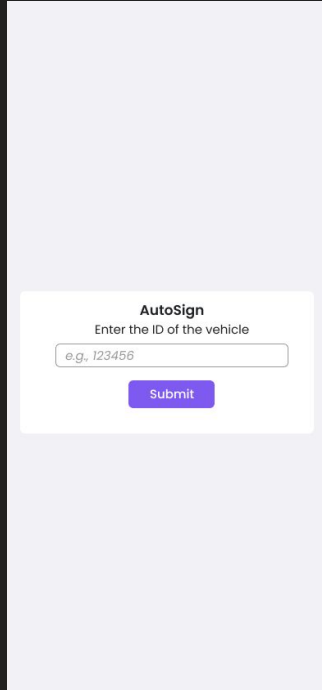 AutoSign
Enter the ID of the vehicle
e.g., 123456
Submit